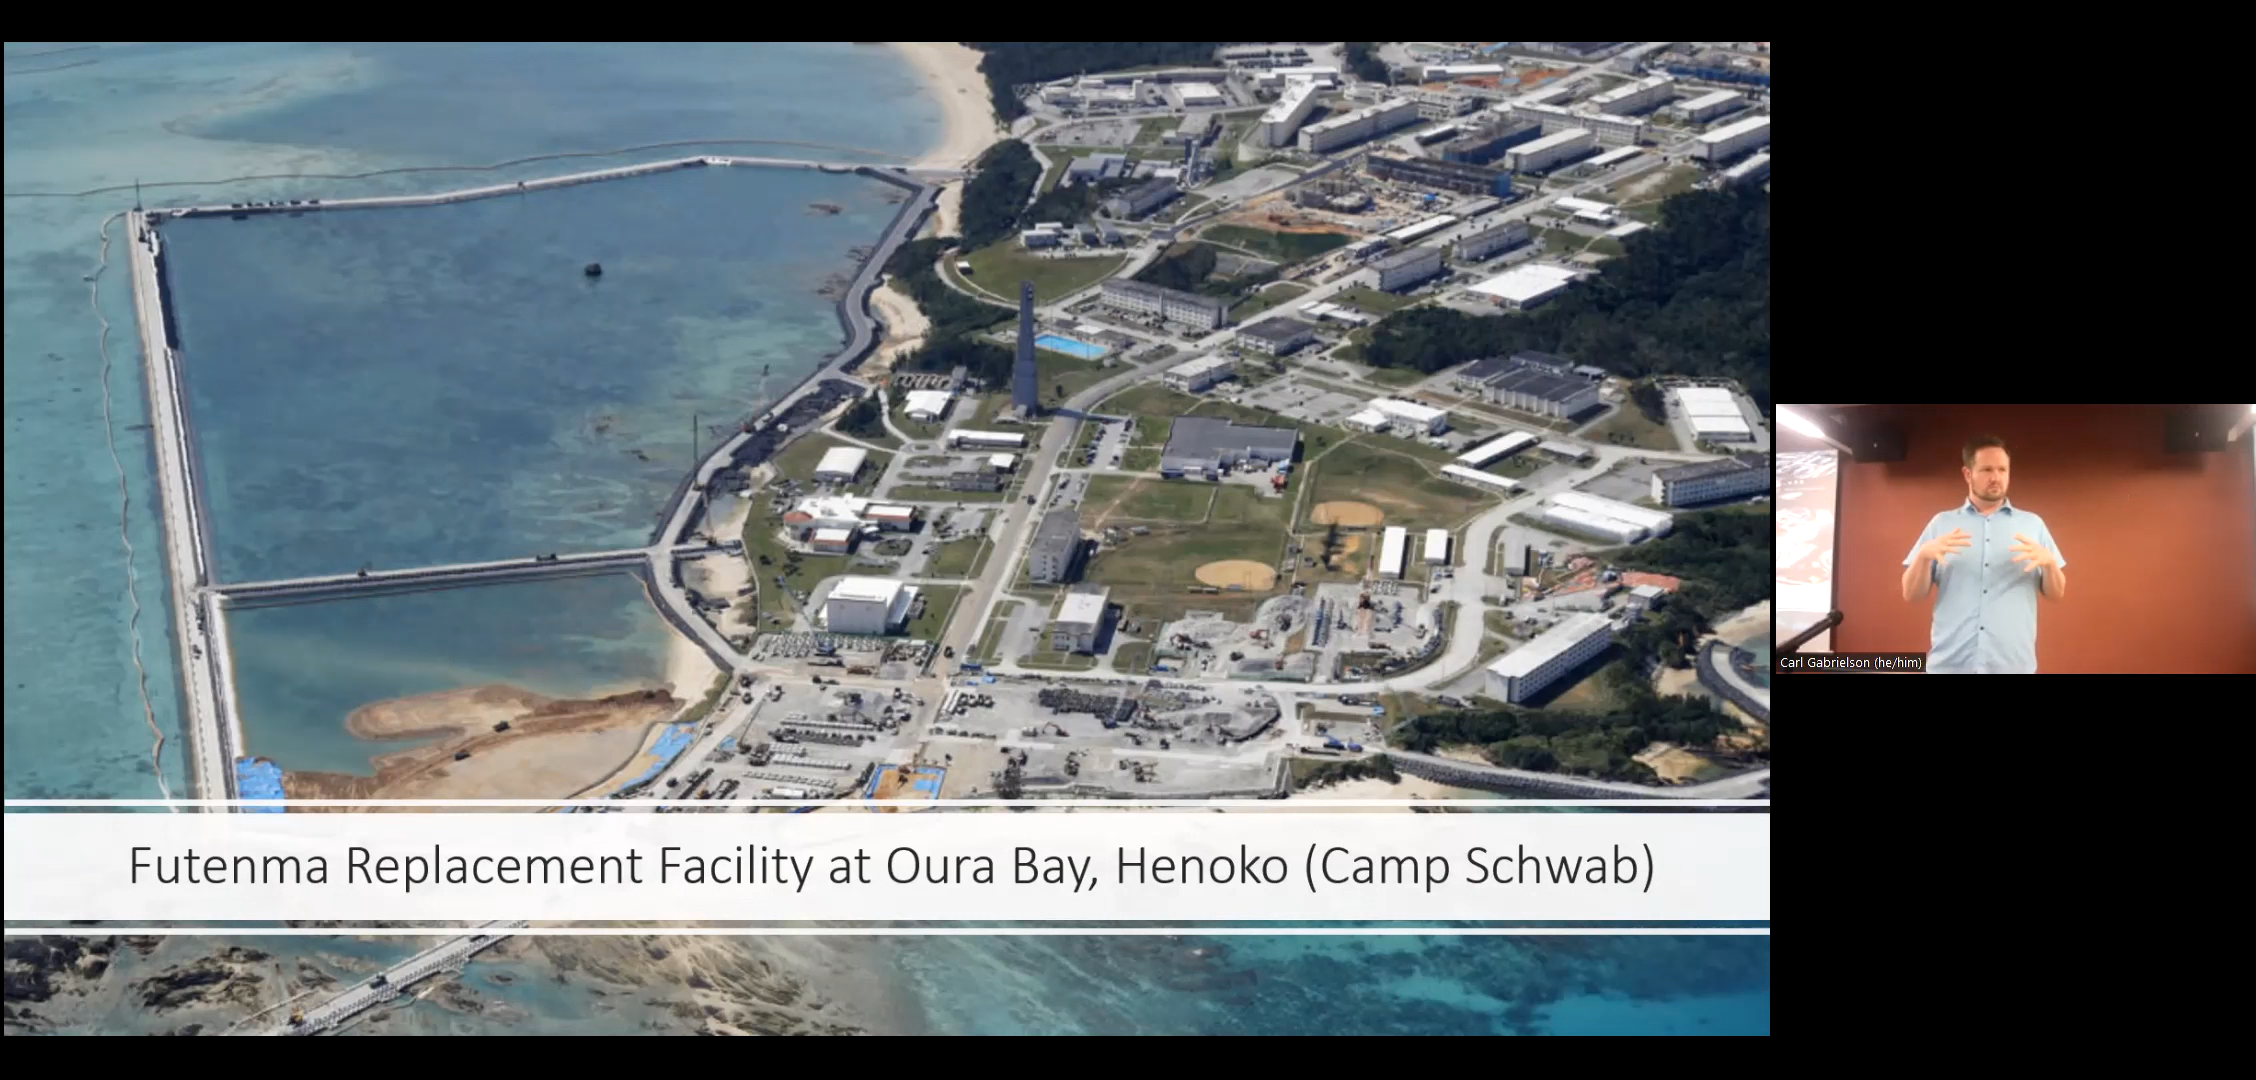 Futenma Replacement Facility at Oura Bay, Henoko (Camp Schwab)
Carl Gabrielson (he/him)